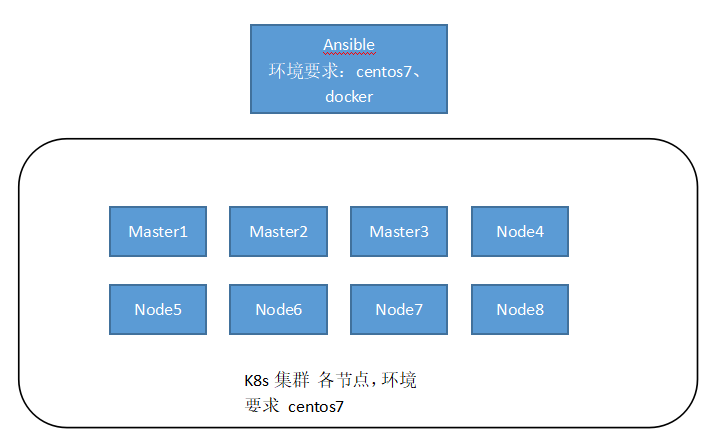 Ansible
环境要求：centos7、
docker
Master1
Master2
Master3
Node4
Node5
Node6
Node7
Node8
K8s 集群 各节点，环境
要求 centos7